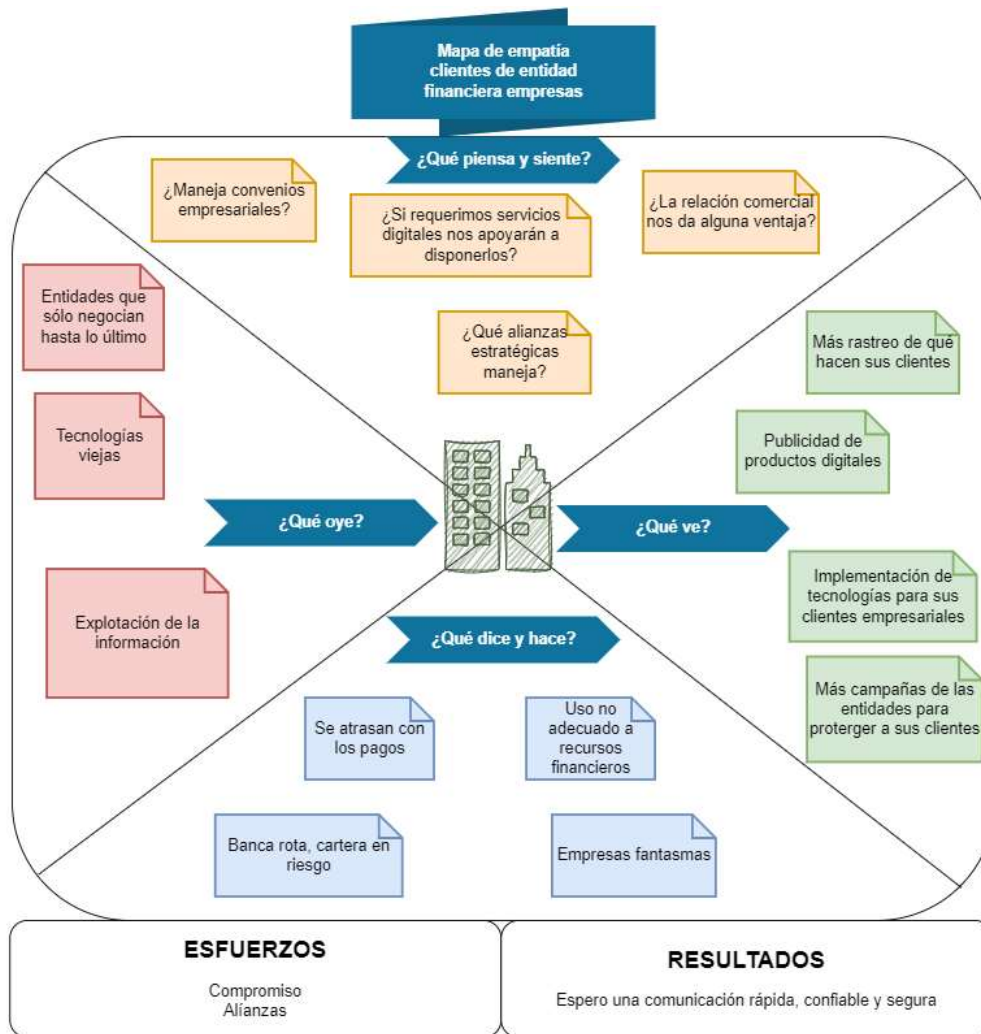 Mapa de empatía
clientes de entidad
financiera empresas
¿Qué piensa y siente?
¿Maneja convenios
empresariales?
¿Si requerimos servicios
digitales nos apoyarán a
disponerlos?
¿La relación comercial
nos da alguna ventaja?
¿Qué alianzas
estratégicas
maneja?
Entidades que
sólo negocian
hasta lo último
Tecnologías
viejas
¿Qué oye?
Explotación de la
información
Más rastreo de qué
hacen sus clientes
Publicidad de
productos digitales
¿Qué ve?
Implementación de
tecnologías para sus
clientes empresariales
Más campañas de las
entidades para
proterger a sus clientes
¿Qué dice y hace?
Se atrasan con
los pagos
Uso no
adecuado a
recursos
financieros
Banca rota, cartera en
riesgo
Empresas fantasmas
ESFUERZOS
Compromiso
Alíanzas
RESULTADOS
Espero una comunicación rápida, confiable y segura